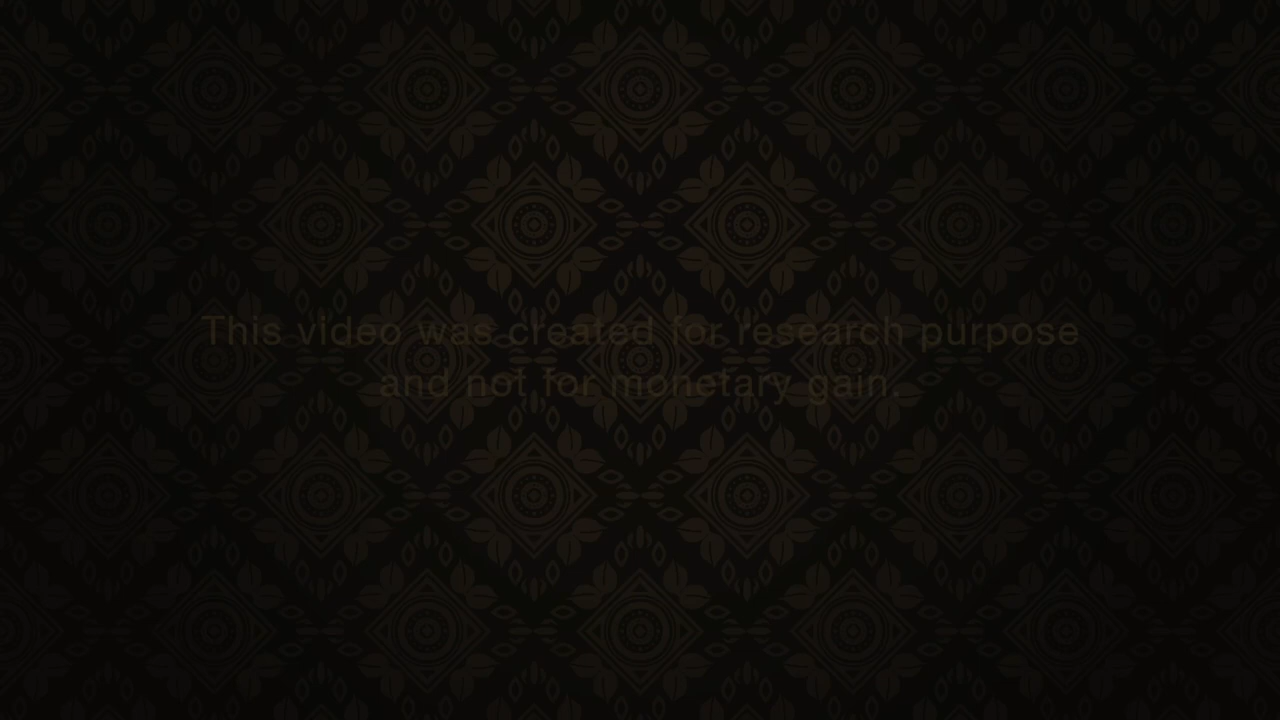 This video was created for research purpose
and not for monetary gain.